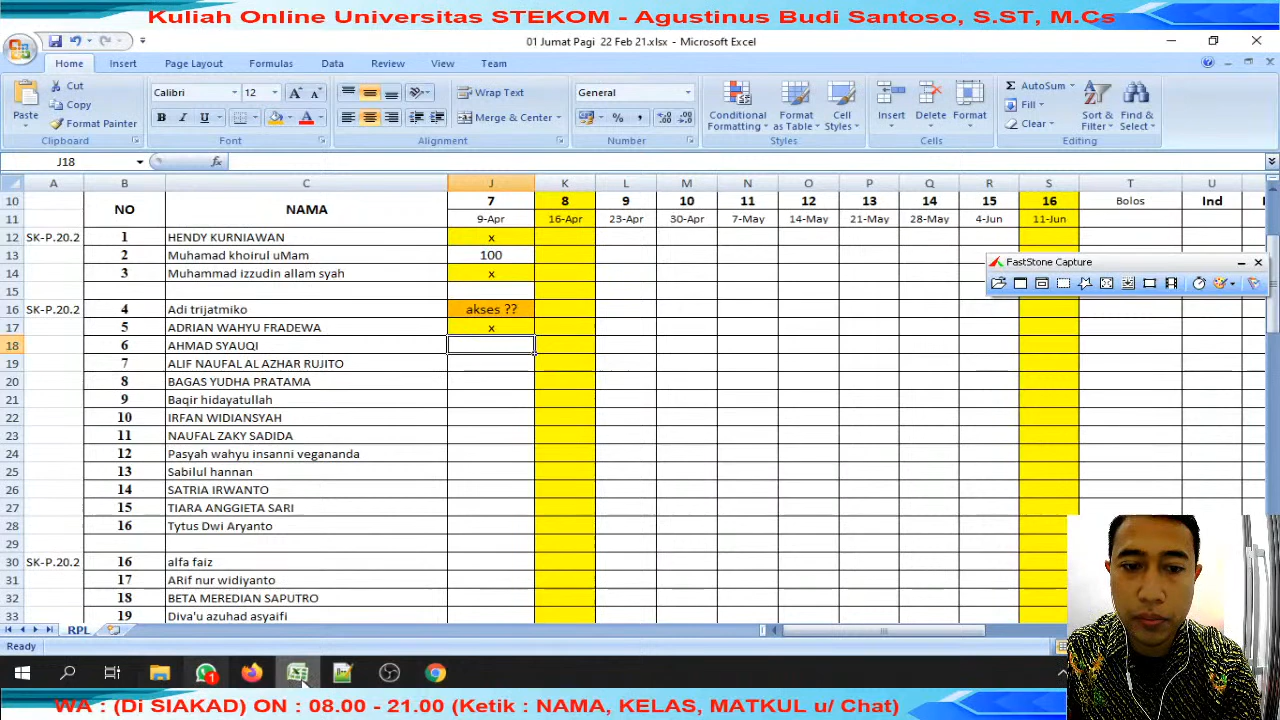 Kuliah Online Universitas STEKOM - Agustinus Budi Santoso, S.ST, M.Cs
01 Jumat Pagi 22 Feb 21.xlsx - Microsoft Excel
Home Insert Page Layout Formulas Data Review View Team
Cut
Copy
Format Painter
Paste
Calibri 12
B I U
Wrap Text
Merge & Center
General
Conditional Formatting
Format as Table
Cell Styles
Insert Delete Format
AutoSum
Fill
Clear
Sort & Filter
Find & Select
Clipboard Font Alignment Number Styles Cells Editing
J18 fx
A B C J K L M N O P Q R S T U
10 NO NAMA 7 8 9 10 11 12 13 14 15 16 Bolos Ind
11 9-Apr 16-Apr 23-Apr 30-Apr 7-May 14-May 21-May 28-May 4-Jun 11-Jun
12 SK-P.20.2 1 HENDY KURNIAWAN x
13 2 Muhamad khoirul uMam 100
14 3 Muhammad izzudin allam syah x
15
16 SK-P.20.2 4 Adi trijatmiko akses ??
17 5 ADRIAN WAHYU FRADEWA x
18 6 AHMAD SYAUQI
19 7 ALIF NAUFAL AL AZHAR RUJITO
20 8 BAGAS YUDHA PRATAMA
21 9 Baqir hidayatullah
22 10 IRFAN WIDIANSYAH
23 11 NAUFAL ZAKY SADIDA
24 12 Pasyah wahyu insanni vegananda
25 13 Sabilul hannan
26 14 SATRIA IRWANTO
27 15 TIARA ANGGIETA SARI
28 16 Tytus Dwi Aryanto
29
30 SK-P.20.2 16 alfa faiz
31 17 ARif nur widiyanto
32 18 BETA MEREDIAN SAPUTRO
33 19 Diva'u azuhad asyaifi
FastStone Capture
RPL
Ready
1
WA : (Di SIAKAD) ON : 08.00 - 21.00 (Ketik : NAMA, KELAS, MATKUL u/ Chat)